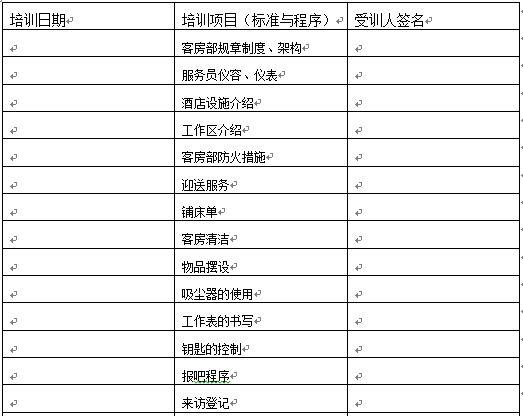 培训日期 培训项目（标准与程序） 受训人签名
客房部规章制度、架构
服务员仪容、仪表
酒店设施介绍
工作区介绍
客房部防火措施
迎送服务
铺床单
客房清洁
物品摆设
吸尘器的使用
工作表的书写
钥匙的控制
报吧程序
来访登记